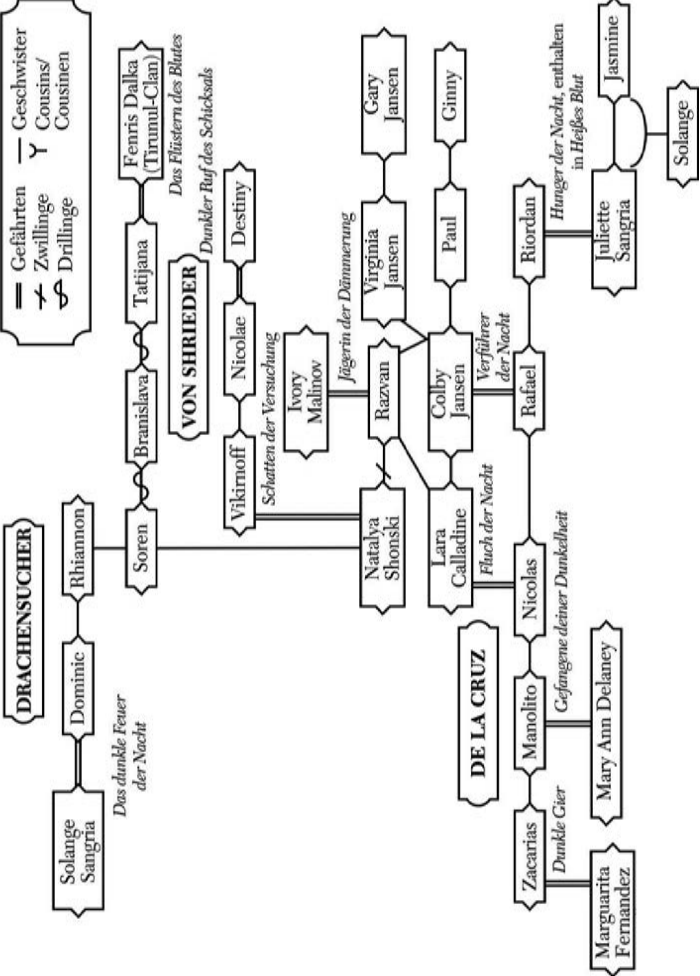 DRACHENSUCHER
Gefährten
Zwillinge
Drillinge
Geschwister
Cousins/
Cousinen
Solange
Sangria
Dominic
Rhiannon
Das dunkle Feuer
der Nacht
Soren
Branislava
Tatijana
Fenris Dalka
(Tirunul-Clan)
Das Flüstern des Blutes
VON SHRIEDER
Dunkler Ruf des Schicksals
Vikirnoff
Nicolae
Destiny
Schatten der Versuchung
Ivory
Malinov
Jägerin der Dämmerung
Natalya
Shonski
Razvan
Virginia
Jansen
Gary
Jansen
Lara
Calladine
Colby
Jansen
Paul
Ginny
Fluch der Nacht
Verführer
der Nacht
DE LA CRUZ
Zacarias
Manolito
Nicolas
Rafael
Riordan
Dunkle Gier
Gefangene deiner Dunkelheit
Hunger der Nacht, enthalten
in Heißes Blut
Marguarita
Fernandez
Mary Ann Delaney
Juliette
Sangria
Jasmine
Solange